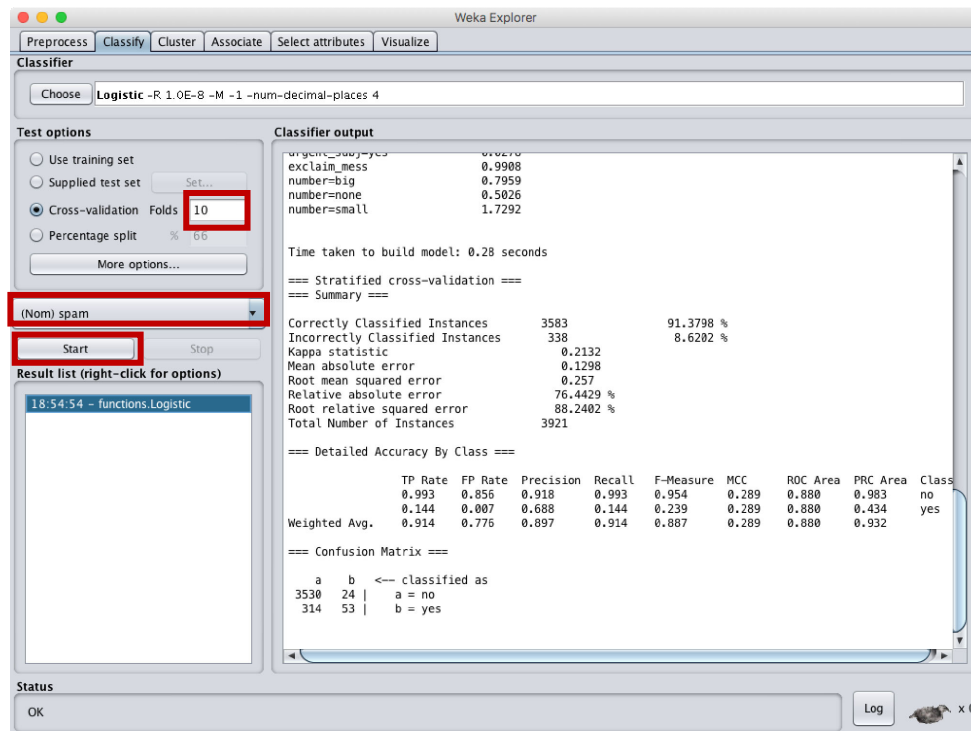 Weka Explorer
Preprocess Classify Cluster Associate Select attributes Visualize
Classifier
Choose Logistic -R 1.0E-8 -M -1 -num-decimal-places 4
Test options
Use training set
Supplied test set Set...
Cross-validation Folds 10
Percentage split % 66
More options...
(Nom) spam
Start Stop
Result list (right-click for options)
18:54:54 - functions.Logistic
Classifier output
exclaim_mess 0.9908
number=big 0.7959
number=none 0.5026
number=small 1.7292
Time taken to build model: 0.28 seconds
=== Stratified cross-validation ===
=== Summary ===
Correctly Classified Instances 3583 91.3798 %
Incorrectly Classified Instances 338 8.6202 %
Kappa statistic 0.2132
Mean absolute error 0.1298
Root mean squared error 0.257
Relative absolute error 76.4429 %
Root relative squared error 88.2402 %
Total Number of Instances 3921
=== Detailed Accuracy By Class ===
TP Rate FP Rate Precision Recall F-Measure MCC ROC Area PRC Area Class
0.993 0.856 0.918 0.993 0.954 0.289 0.880 0.983 no
0.144 0.007 0.688 0.144 0.239 0.289 0.880 0.434 yes
Weighted Avg. 0.914 0.776 0.897 0.914 0.887 0.289 0.880 0.932
=== Confusion Matrix ===
a b <-- classified as
3530 24 | a = no
314 53 | b = yes
Status
OK
Log x